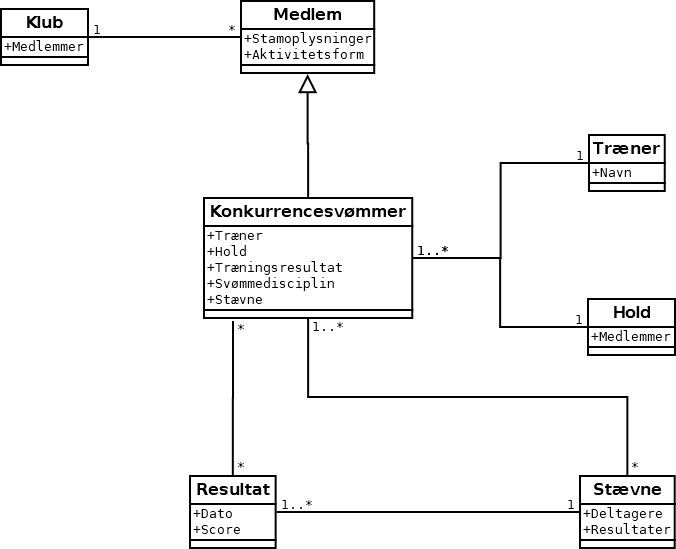 Klub
+Medlemmer
1
*
Medlem
+Stamoplysninger
+Aktivitetsform
Konkurrencesvømmer
+Træner
+Hold
+Træningsresultat
+Svømmedisciplin
+Stævne
1..*
1
Træner
+Navn
1
Hold
+Medlemmer
*
1..*
*
*
Resultat
+Dato
+Score
1..*
1
Stævne
+Deltagere
+Resultater